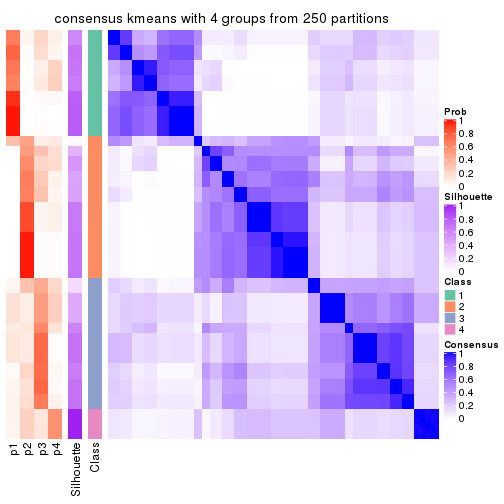 consensus kmeans with 4 groups from 250 partitions
Prob
1
0.8
0.6
0.4
0.2
0
Silhouette
1
0.8
0.6
0.4
0.2
0
Class
1
2
3
4
Consensus
1
0.8
0.6
0.4
0.2
0
p1
p2
p3
p4
Silhouette
Class